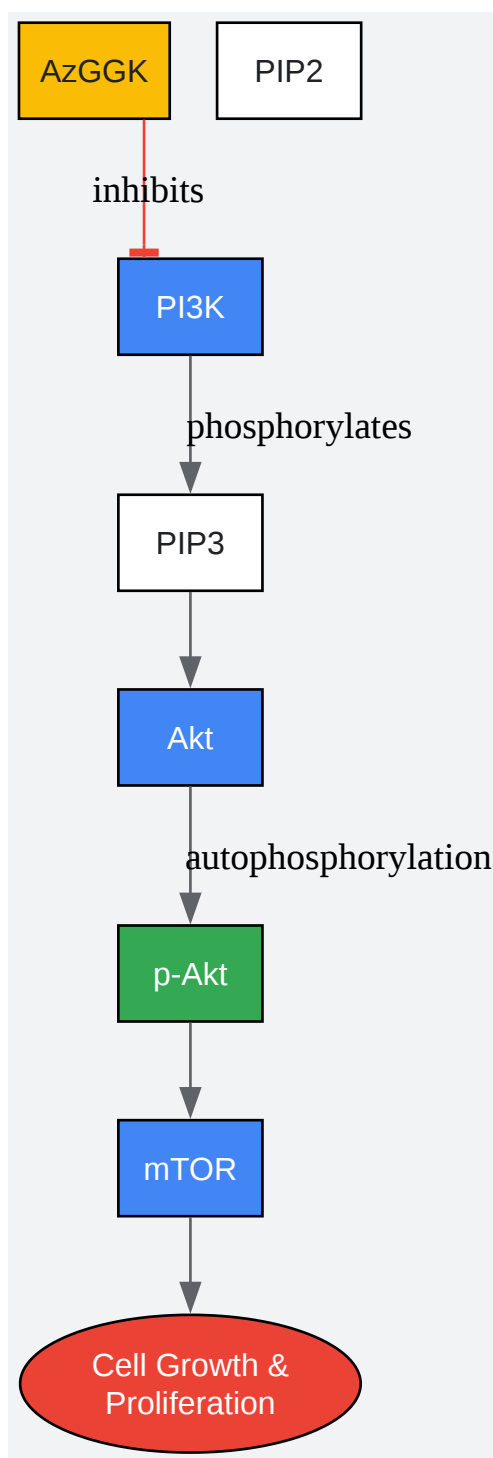 AzGGK
PIP2
inhibits
PI3K
phosphorylates
PIP3
Akt
autophosphorylation
p-Akt
mTOR
Cell Growth &
Proliferation